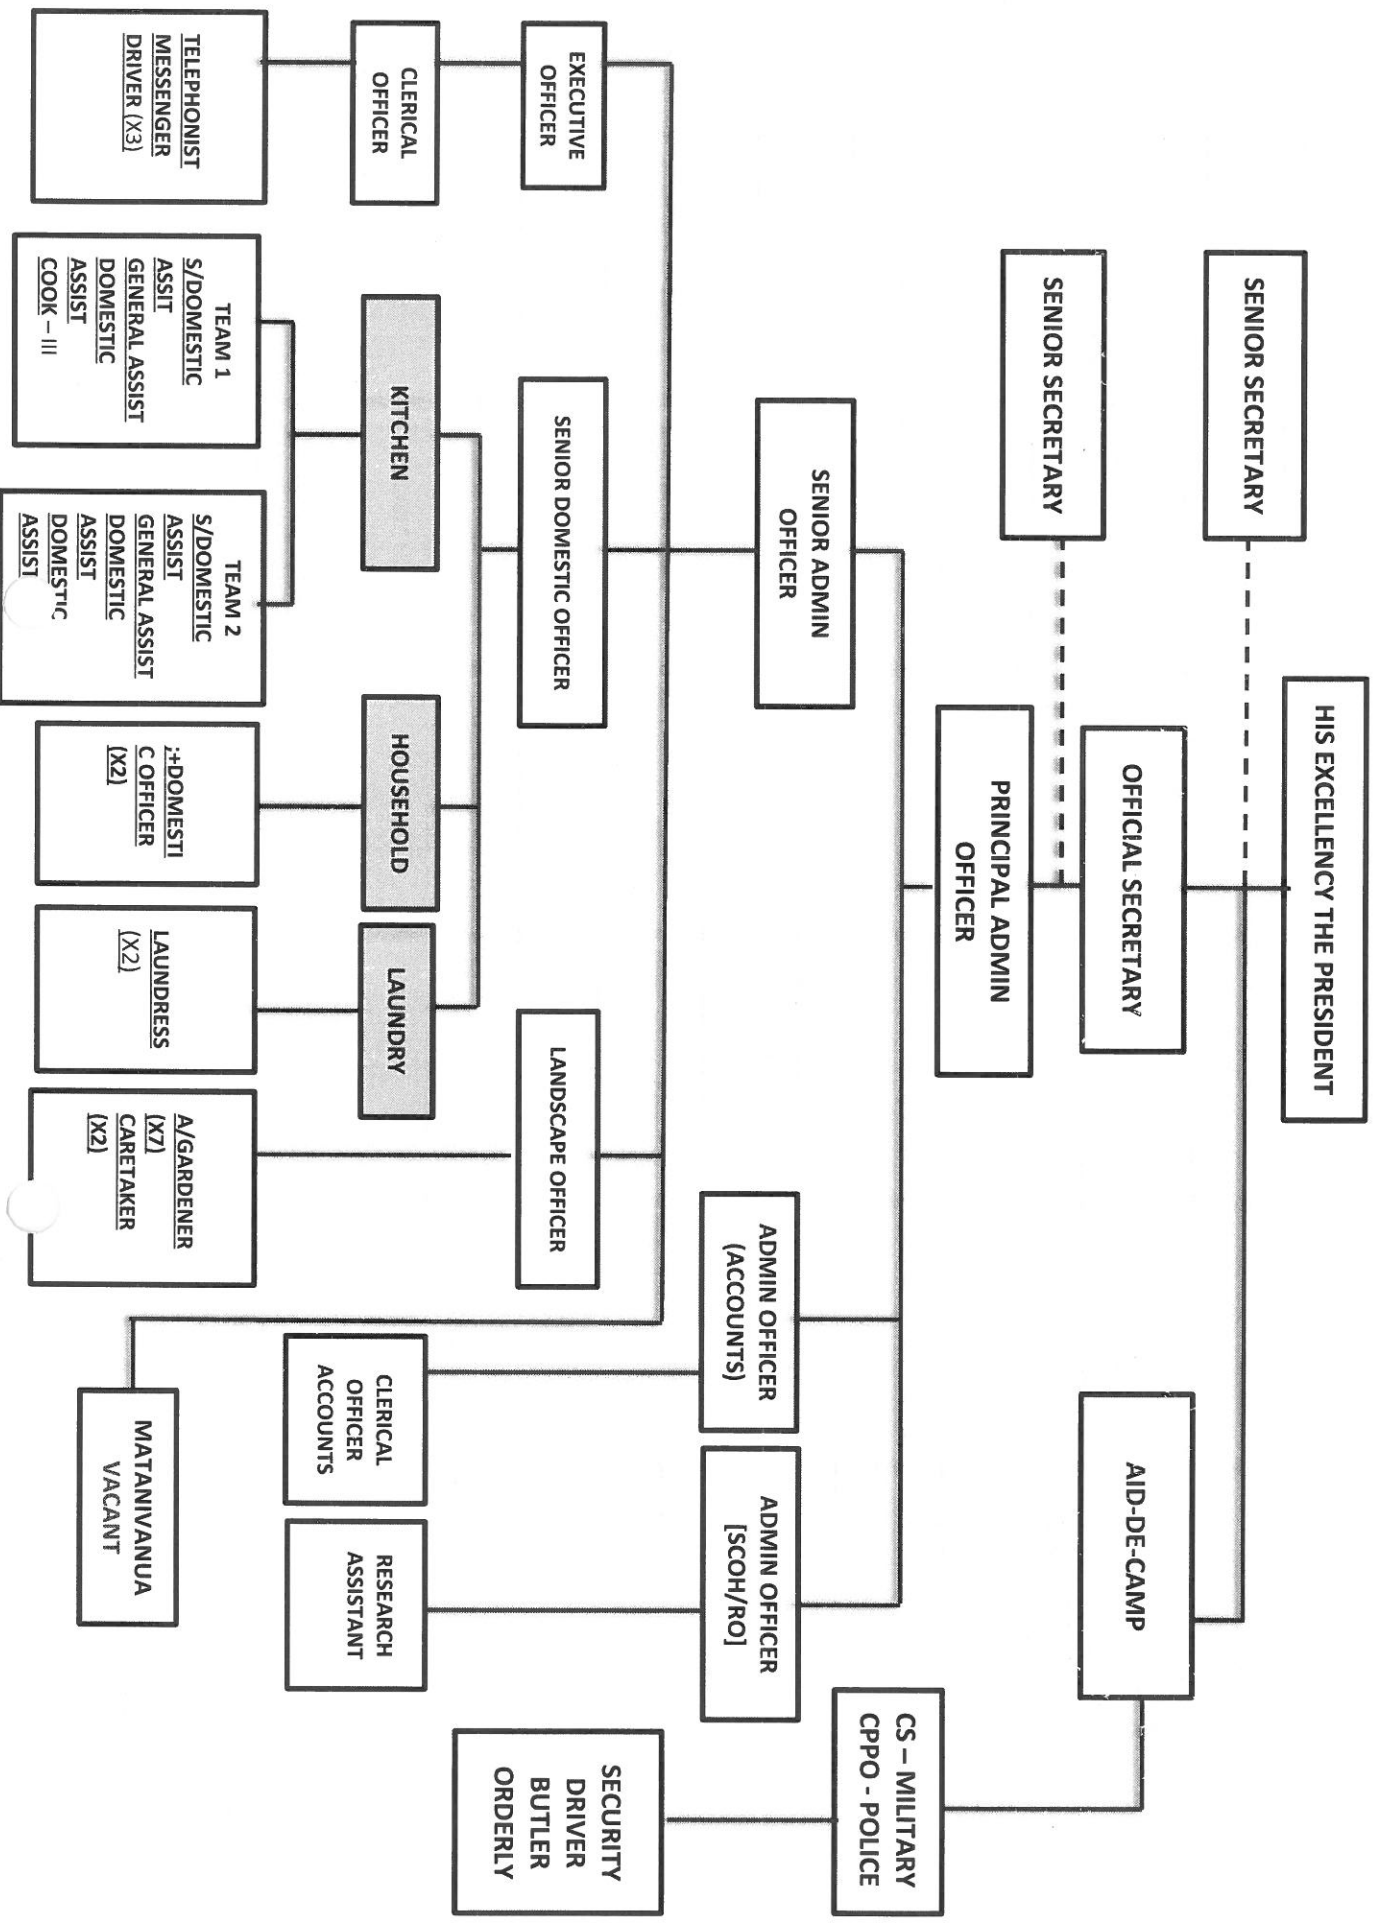 HIS EXCELLENCY THE PRESIDENT
SENIOR SECRETARY
OFFICIAL SECRETARY
AID-DE-CAMP
SENIOR SECRETARY
PRINCIPAL ADMIN
OFFICER
CS – MILITARY
CPPO - POLICE
SENIOR ADMIN
OFFICER
ADMIN OFFICER
(ACCOUNTS)
ADMIN OFFICER
[SCOH/RO]
SECURITY
DRIVER
BUTLER
ORDERLY
EXECUTIVE
OFFICER
SENIOR DOMESTIC OFFICER
LANDSCAPE OFFICER
CLERICAL
OFFICER
KITCHEN
HOUSEHOLD
LAUNDRY
CLERICAL
OFFICER
ACCOUNTS
RESEARCH
ASSISTANT
TELEPHONIST
MESSENGER
DRIVER (X3)
TEAM 1
S/DOMESTIC
ASSIT
GENERAL ASSIST
DOMESTIC
ASSIST
COOK – III
TEAM 2
S/DOMESTIC
ASSIST
GENERAL ASSIST
DOMESTIC
ASSIST
DOMESTIC
ASSIST
;+DOMESTI
C OFFICER
(X2)
LAUNDRESS
(X2)
A/GARDENER
(X7)
CARETAKER
(X2)
MATANIVANUA
VACANT